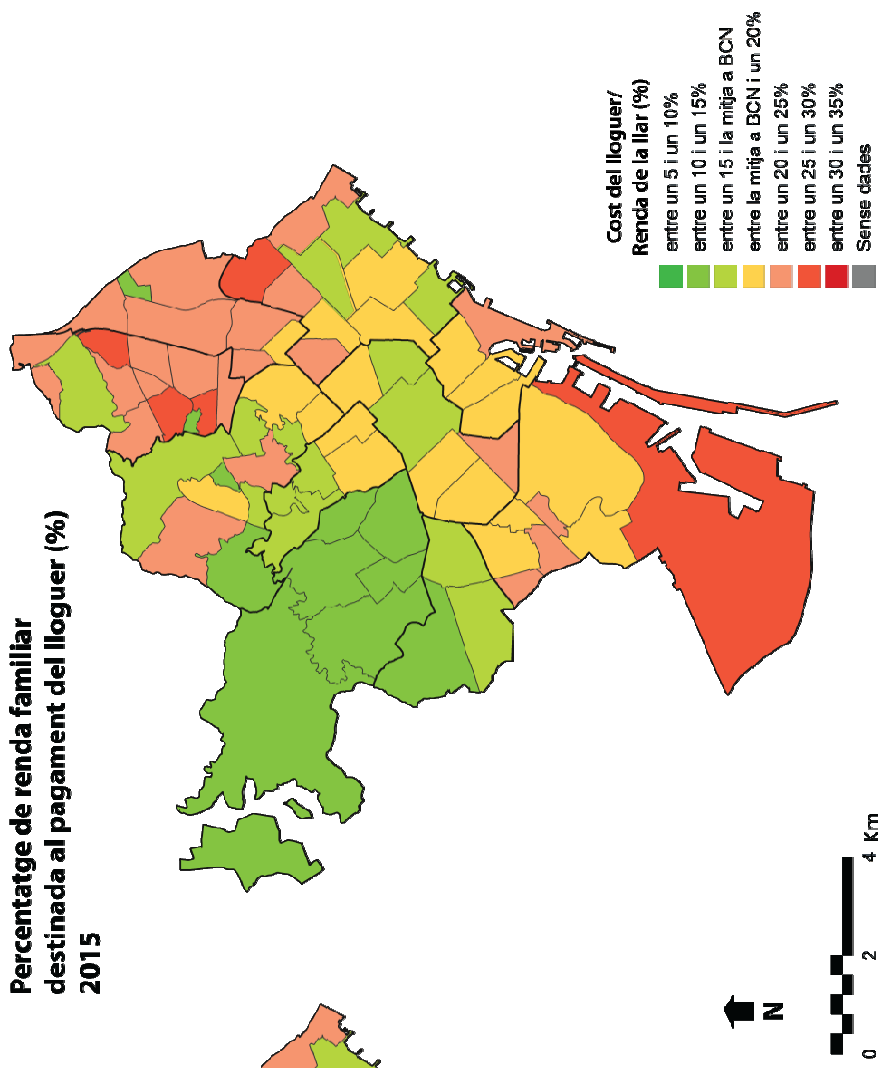 Percentatge de renda familiar
destinada al pagament del lloguer (%)
2015
Cost del lloguer/
Renda de la llar (%)
entre un 5 i un 10%
entre un 10 i un 15%
entre un 15 i la mitja a BCN
entre la mitja a BCN i un 20%
entre un 20 i un 25%
entre un 25 i un 30%
entre un 30 i un 35%
Sense dades
N
0 2 4 Km